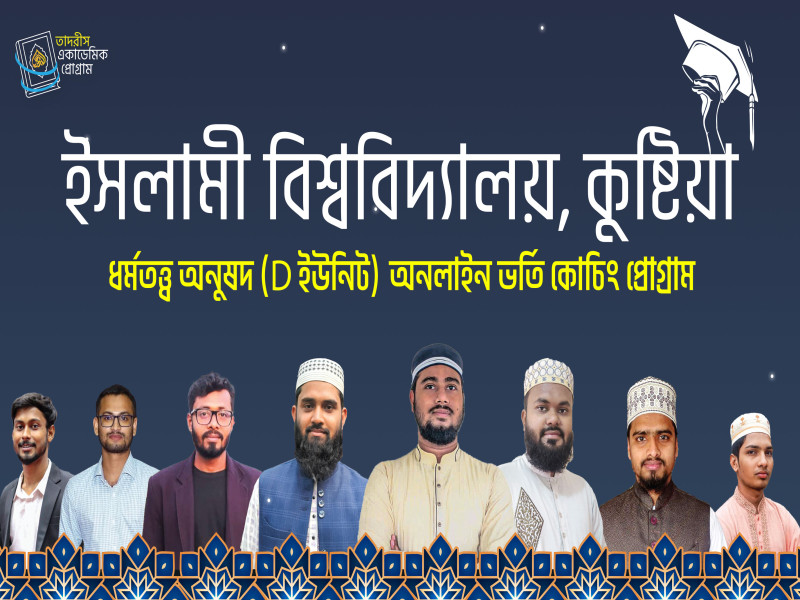 তাদরীস
একাডেমিক
প্রোগ্রাম
ইসলামী বিশ্ববিদ্যালয়, কুষ্টিয়া
ধর্মতত্ত্ব অনুষদ (D ইউনিট) অনলাইন ভর্তি কোচিং প্রোগ্রাম